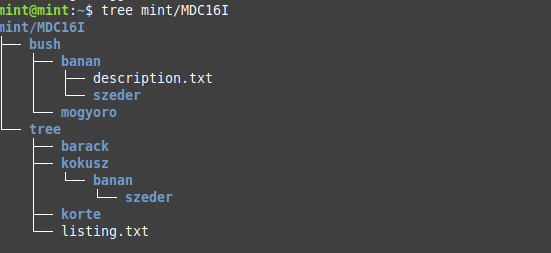 mint@mint:~$ tree mint/MDC16I
mint/MDC16I
├── bush
│   ├── banan
│   │   ├── description.txt
│   │   └── szeder
│   └── mogyoro
└── tree
    ├── barack
    ├── kokusz
    │   └── banan
    │       └── szeder
    ├── korte
    └── listing.txt